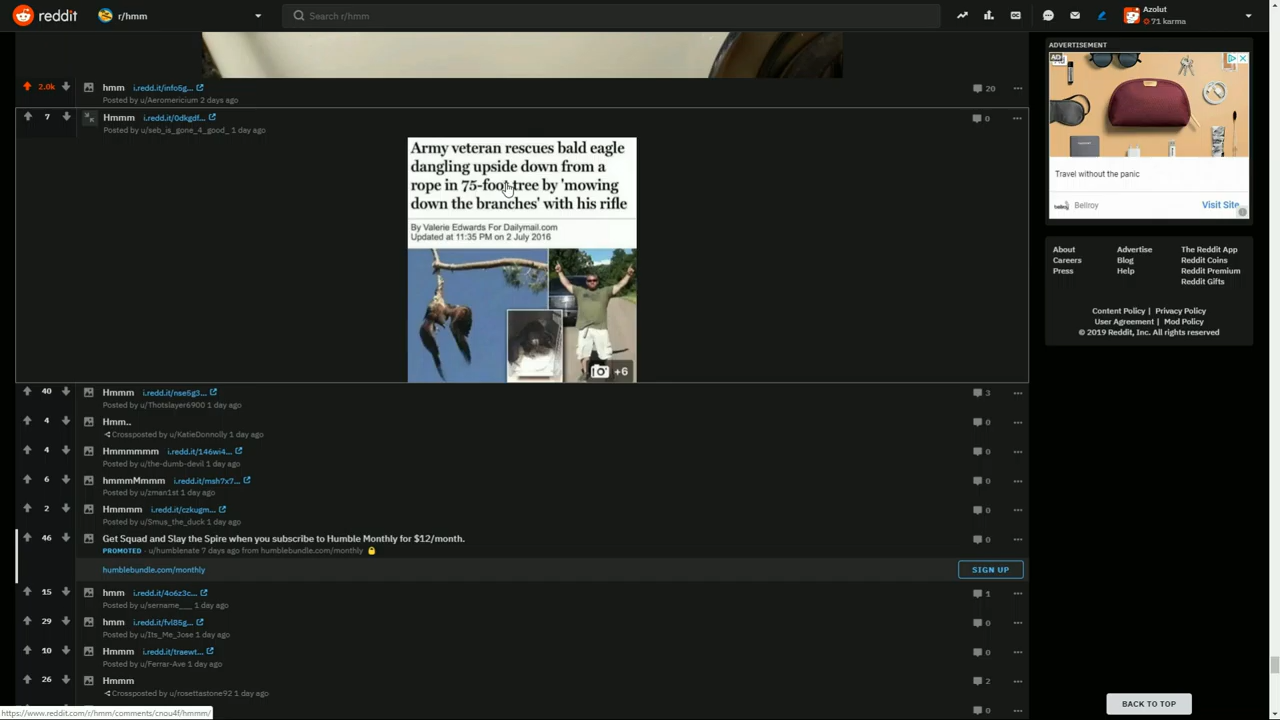 reddit r/hmm Search r/hmm Azolut
71 karma
ADVERTISEMENT
AD
Travel without the panic
Bellroy Visit Site
About Advertise The Reddit App
Careers Blog Reddit Coins
Press Help Reddit Premium
Reddit Gifts
Content Policy | Privacy Policy
User Agreement | Mod Policy
© 2019 Reddit, Inc. All rights reserved
2.0k hmm i.redd.it/info5g... 20
Posted by u/Aeromericium 2 days ago
7 Hmmm i.redd.it/0dkgdf... 0
Posted by u/seb_is_gone_4_good_ 1 day ago
Army veteran rescues bald eagle
dangling upside down from a
rope in 75-foot tree by 'mowing
down the branches' with his rifle
By Valerie Edwards For Dailymail.com
Updated at 11:35 PM on 2 July 2016
+6
40 Hmmm i.redd.it/nse5g3... 3
Posted by u/Thotslayer6900 1 day ago
4 Hmm.. 0
Crossposted by u/KatieDonnolly 1 day ago
4 Hmmmmmm i.redd.it/146wi4... 0
Posted by u/the-dumb-devil 1 day ago
6 hmmmMmmm i.redd.it/msh7x7... 0
Posted by u/zman1st 1 day ago
2 Hmmmm i.redd.it/czkugm... 0
Posted by u/Smus_the_duck 1 day ago
46 Get Squad and Slay the Spire when you subscribe to Humble Monthly for $12/month. 0
PROMOTED · u/humblenate 7 days ago from humblebundle.com/monthly
humblebundle.com/monthly SIGN UP
15 hmm i.redd.it/4o6z3c... 1
Posted by u/sername___ 1 day ago
29 hmm i.redd.it/fvl85g... 0
Posted by u/Its_Me_Jose 1 day ago
10 Hmmm i.redd.it/traewt... 0
Posted by u/Ferrar-Ave 1 day ago
26 Hmmm 2
Crossposted by u/rosettastone92 1 day ago
0
BACK TO TOP
https://www.reddit.com/r/hmm/comments/cnou4f/hmmm/